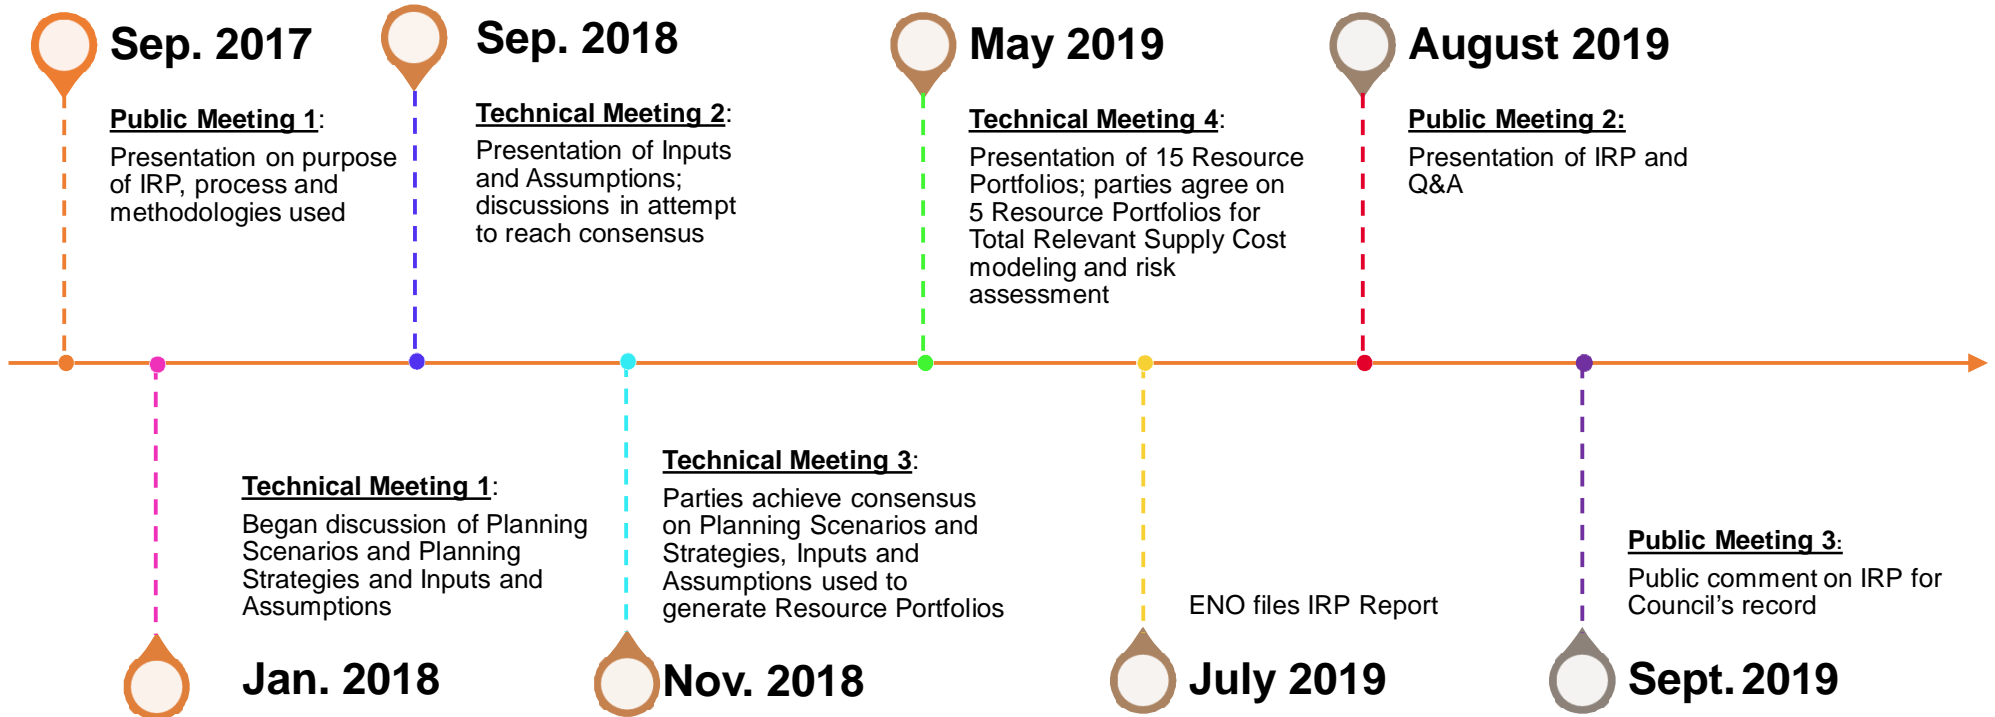 Sep. 2017
Public Meeting 1:
Presentation on purpose
of IRP, process and
methodologies used
Jan. 2018
Technical Meeting 1:
Began discussion of Planning
Scenarios and Planning
Strategies and Inputs and
Assumptions
Sep. 2018
Technical Meeting 2:
Presentation of Inputs
and Assumptions;
discussions in attempt
to reach consensus
Nov. 2018
Technical Meeting 3:
Parties achieve consensus
on Planning Scenarios and
Strategies, Inputs and
Assumptions used to
generate Resource Portfolios
May 2019
Technical Meeting 4:
Presentation of 15 Resource
Portfolios; parties agree on
5 Resource Portfolios for
Total Relevant Supply Cost
modeling and risk
assessment
July 2019
ENO files IRP Report
August 2019
Public Meeting 2:
Presentation of IRP and
Q&A
Sept. 2019
Public Meeting 3:
Public comment on IRP for
Council’s record